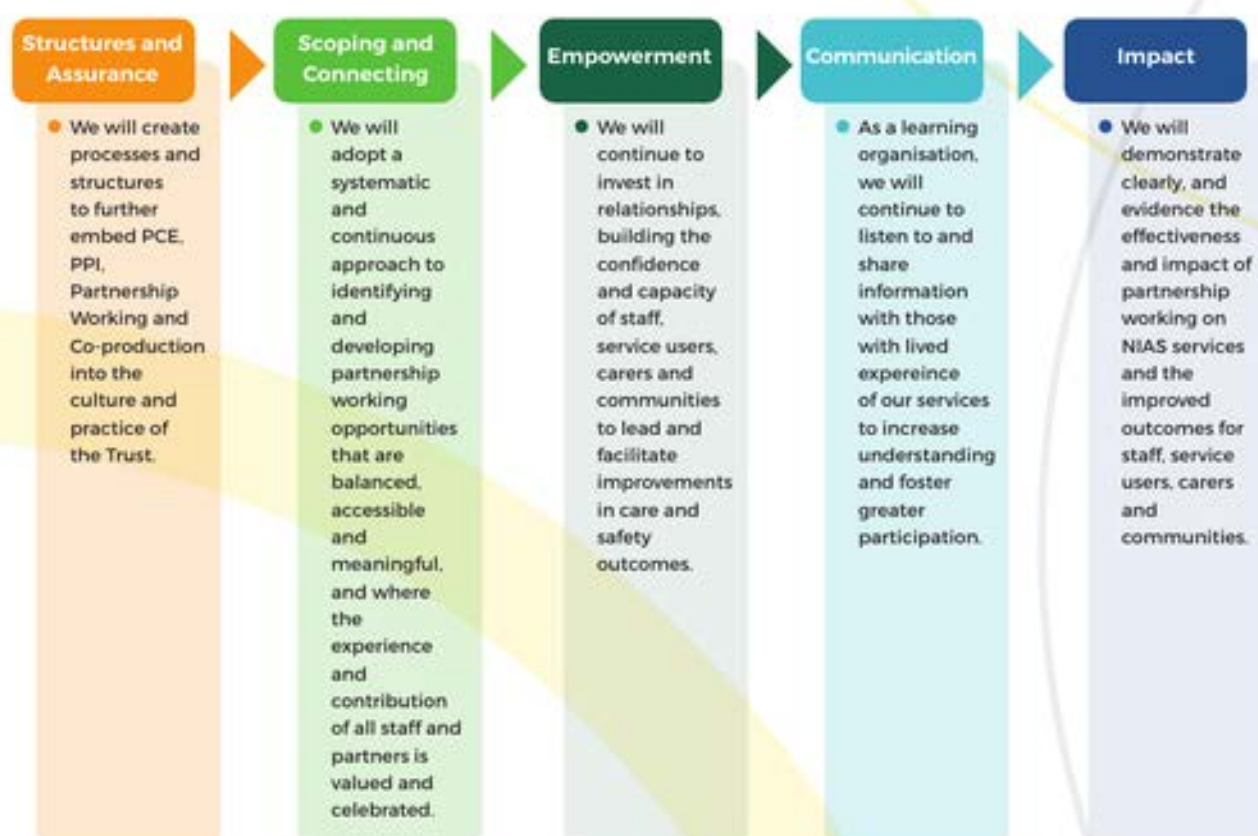 Structures and
Assurance
We will create
processes and
structures
to further
embed PCE,
PPI,
Partnership
Working and
Co-production
into the
culture and
practice of
the Trust.
Scoping and
Connecting
We will
adopt a
systematic
and
continuous
approach to
identifying
and
developing
partnership
working
opportunities
that are
balanced,
accessible
and
meaningful,
and where
the
experience
and
contribution
of all staff and
partners is
valued and
celebrated.
Empowerment
We will
continue to
invest in
relationships,
building the
confidence
and capacity
of staff,
service users,
carers and
communities
to lead and
facilitate
improvements
in care and
safety
outcomes.
Communication
As a learning
organisation,
we will
continue to
listen to and
share
information
with those
with lived
expereince
of our services
to increase
understanding
and foster
greater
participation.
Impact
We will
demonstrate
clearly, and
evidence the
effectiveness
and impact of
partnership
working on
NIAS services
and the
improved
outcomes for
staff, service
users, carers
and
communities.